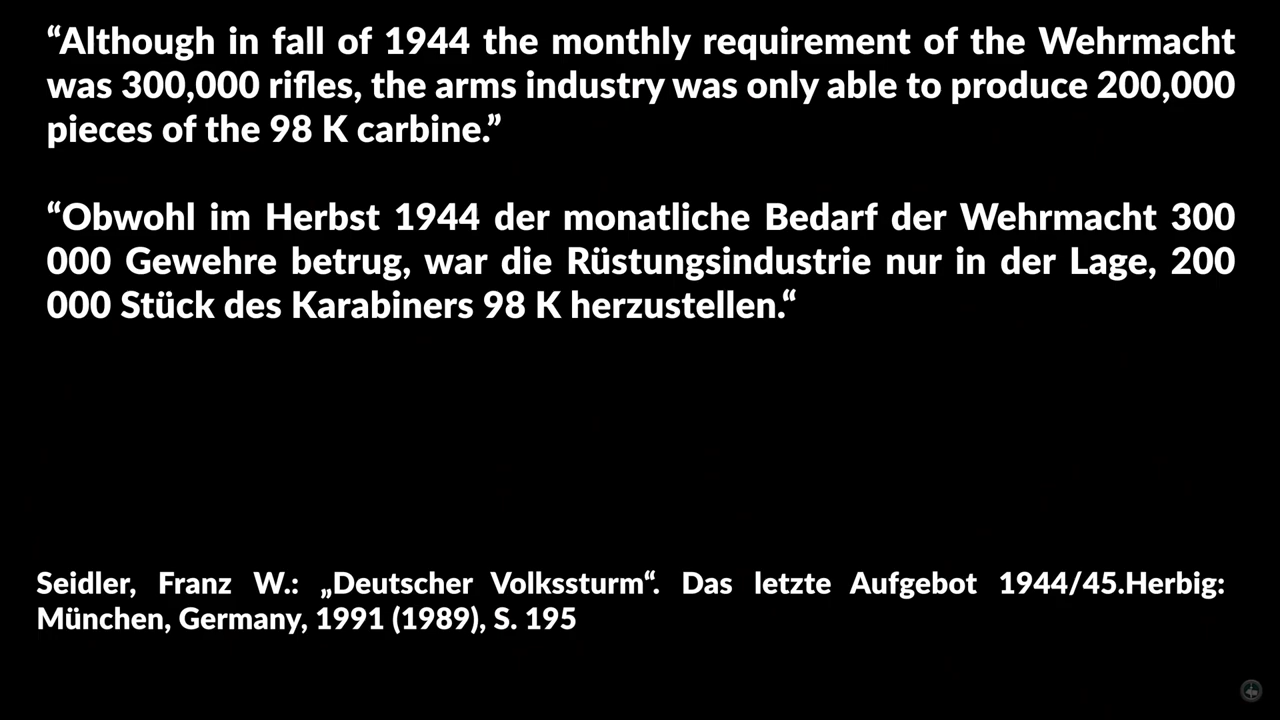 “Although in fall of 1944 the monthly requirement of the Wehrmacht
was 300,000 rifles, the arms industry was only able to produce 200,000
pieces of the 98 K carbine.”
“Obwohl im Herbst 1944 der monatliche Bedarf der Wehrmacht 300
000 Gewehre betrug, war die Rüstungsindustrie nur in der Lage, 200
000 Stück des Karabiners 98 K herzustellen.“
Seidler, Franz W.: „Deutscher Volkssturm“. Das letzte Aufgebot 1944/45.Herbig:
München, Germany, 1991 (1989), S. 195